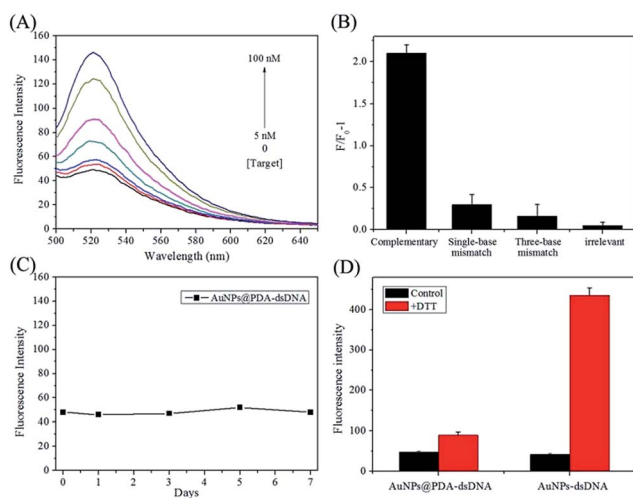 (A)
160
140
120
100
80
60
40
20
0
Fluorescence Intensity
100 nM
5 nM
0
[Target]
500 520 540 560 580 600 620 640
Wavelength (nm)
(B)
2.0
1.5
1.0
0.5
0.0
F/F0-1
Complementary
Single-base mismatch
Three-base mismatch
irrelevant
(C)
160
140
120
100
80
60
40
20
0
Fluorescence Intensity
AuNPs@PDA-dsDNA
0 1 2 3 4 5 6 7
Days
(D)
400
300
200
100
0
Fluorescence intensity
Control
+DTT
AuNPs@PDA-dsDNA
AuNPs-dsDNA